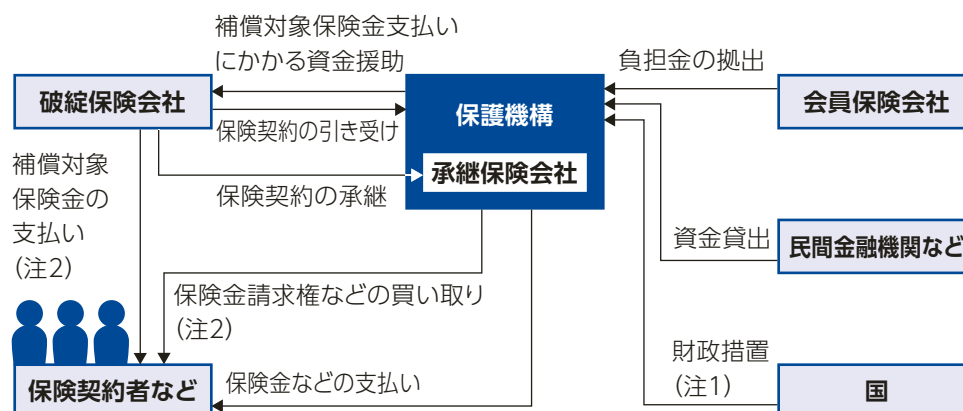 補償対象保険金支払い
にかかる資金援助
負担金の拠出
破綻保険会社
保護機構
会員保険会社
保険契約の引き受け
補償対象
保険金の
支払い
(注2)
承継保険会社
保険契約の承継
資金貸出
民間金融機関など
保険金請求権などの買い取り
(注2)
財政措置
(注1)
保険契約者など
保険金などの支払い
国